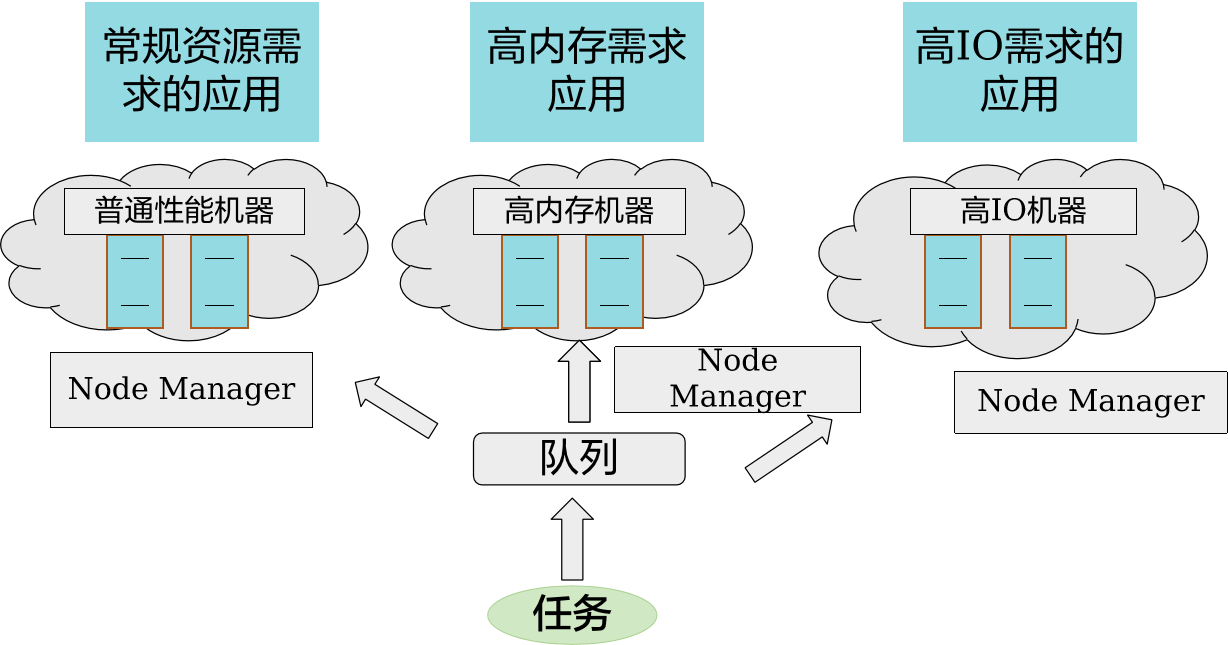 常规资源需
求的应用
高内存需求
应用
高IO需求的
应用
普通性能机器
高内存机器
高IO机器
Node Manager
Node
Manager
Node Manager
队列
任务